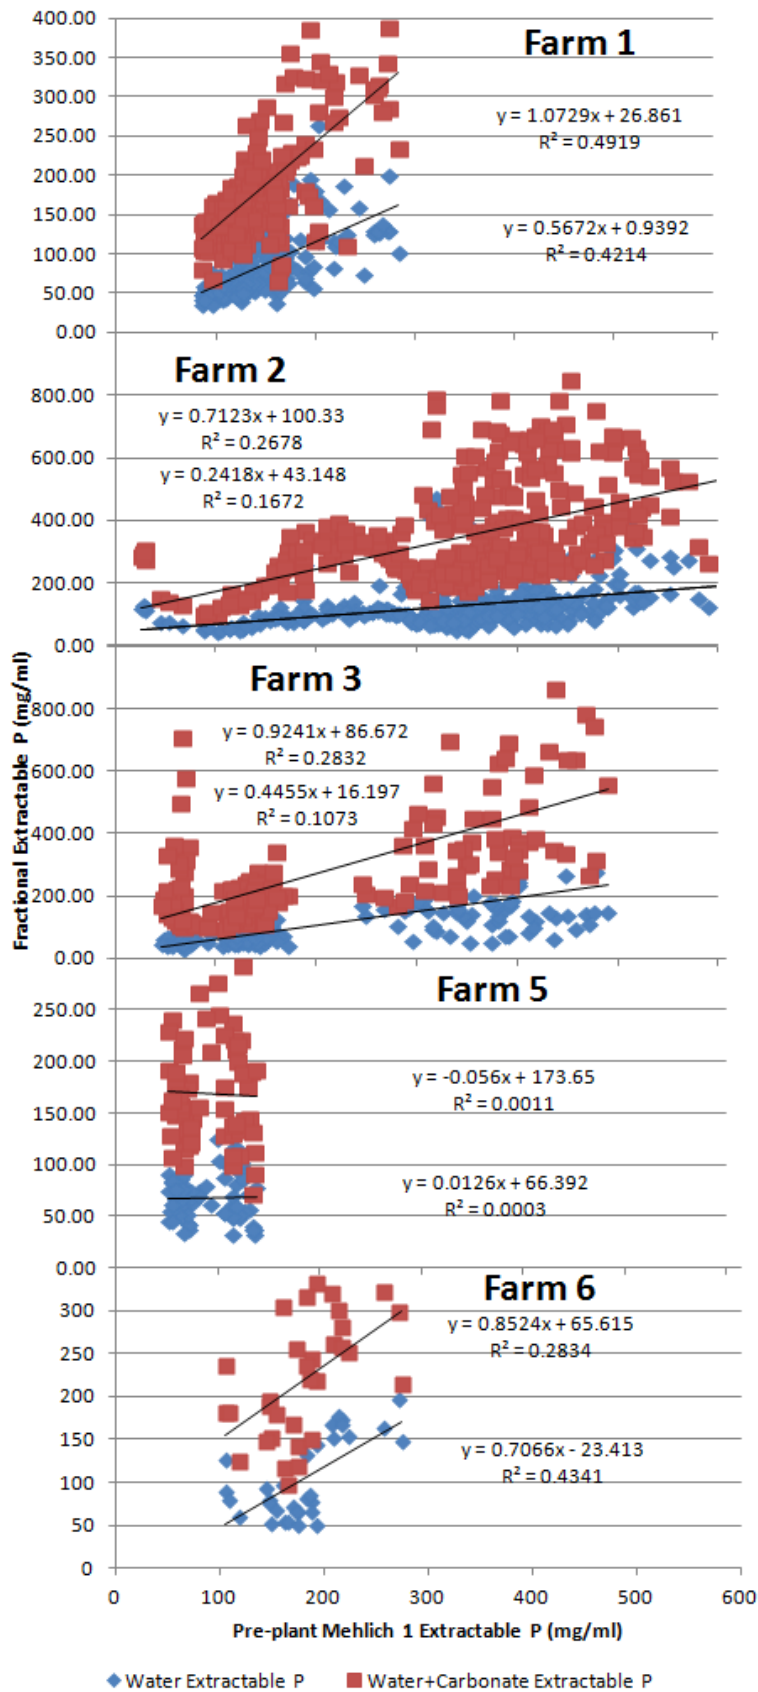 400.00
Farm 1
350.00
300.00
y = 1.0729x + 26.861
250.00
R² = 0.4919
200.00
150.00
y = 0.5672x + 0.9392
100.00
R² = 0.4214
50.00
0.00
Farm 2
800.00
y = 0.7123x + 100.33
R² = 0.2678
600.00
y = 0.2418x + 43.148
R² = 0.1672
400.00
200.00
0.00
Fractional Extractable P (mg/ml)
Farm 3
800.00
y = 0.9241x + 86.672
R² = 0.2832
600.00
y = 0.4455x + 16.197
R² = 0.1073
400.00
200.00
0.00
Farm 5
250.00
200.00
y = -0.056x + 173.65
R² = 0.0011
150.00
100.00
y = 0.0126x + 66.392
R² = 0.0003
50.00
0.00
Farm 6
300
y = 0.8524x + 65.615
R² = 0.2834
250
200
150
y = 0.7066x - 23.413
R² = 0.4341
100
50
0
0 100 200 300 400 500 600
Pre-plant Mehlich 1 Extractable P (mg/ml)
Water Extractable P Water+Carbonate Extractable P